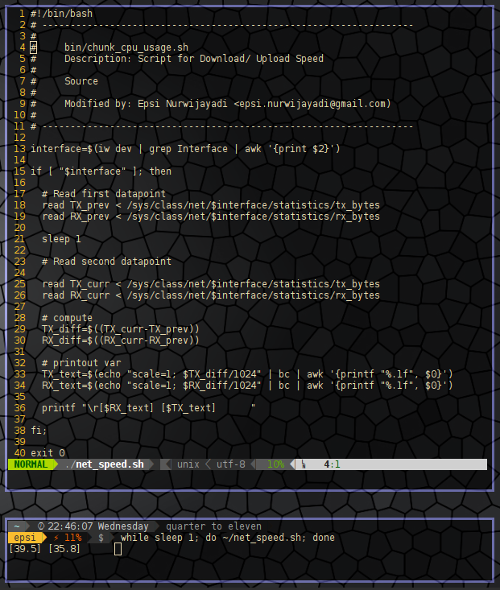 1 #!/bin/bash
2 # ------------------------------------------------------------------
3 #
4 #     bin/chunk_cpu_usage.sh
5 #     Description: Script for Download/ Upload Speed
6 #
7 #     Source
8 #
9 #     Modified by: Epsi Nurwijayadi <epsi.nurwijayadi@gmail.com)
10 #
11 # ------------------------------------------------------------------
12
13 interface=$(iw dev | grep Interface | awk '{print $2}')
14
15 if [ "$interface" ]; then
16
17   # Read first datapoint
18   read TX_prev < /sys/class/net/$interface/statistics/tx_bytes
19   read RX_prev < /sys/class/net/$interface/statistics/rx_bytes
20
21   sleep 1
22
23   # Read second datapoint
24
25   read TX_curr < /sys/class/net/$interface/statistics/tx_bytes
26   read RX_curr < /sys/class/net/$interface/statistics/rx_bytes
27
28   # compute
29   TX_diff=$((TX_curr-TX_prev))
30   RX_diff=$((RX_curr-RX_prev))
31
32   # printout var
33   TX_text=$(echo "scale=1; $TX_diff/1024" | bc | awk '{printf "%.1f", $0}')
34   RX_text=$(echo "scale=1; $RX_diff/1024" | bc | awk '{printf "%.1f", $0}')
35
36   printf "\r[$RX_text] [$TX_text]      "
37
38 fi;
39
40 exit 0
NORMAL ./net_speed.sh unix < utf-8 10% 4:1
~ 22:46:07 Wednesday quarter to eleven
epsi ⚡ 11% $ while sleep 1; do ~/net_speed.sh; done
[39.5] [35.8]